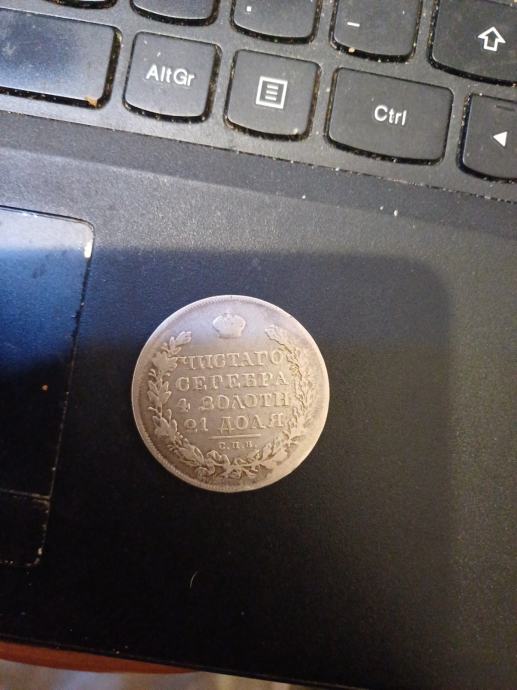 AltGr
Ctrl
ЧИСТАГО
СЕРЕБРА
4 ЗОЛОТН
21 ДОЛЯ
С.П.Б.